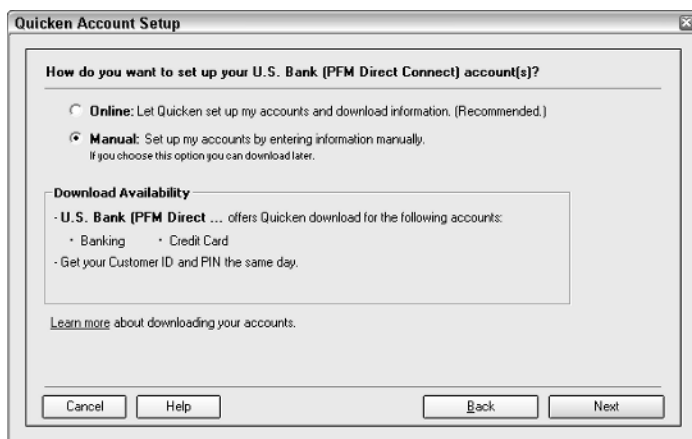 Quicken Account Setup
How do you want to set up your U.S. Bank (PFM Direct Connect) account(s)?
Online: Let Quicken set up my accounts and download information. (Recommended.)
Manual: Set up my accounts by entering information manually.
If you choose this option you can download later.
Download Availability
- U.S. Bank (PFM Direct ... offers Quicken download for the following accounts:
· Banking · Credit Card
- Get your Customer ID and PIN the same day.
Learn more about downloading your accounts.
Cancel Help Back Next